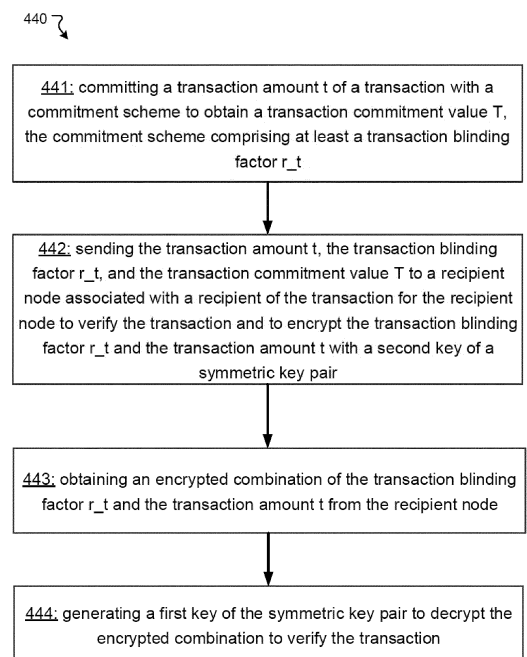 440
441: committing a transaction amount t of a transaction with a
commitment scheme to obtain a transaction commitment value T,
the commitment scheme comprising at least a transaction blinding
factor r_t
442: sending the transaction amount t, the transaction blinding
factor r_t, and the transaction commitment value T to a recipient
node associated with a recipient of the transaction for the recipient
node to verify the transaction and to encrypt the transaction blinding
factor r_t and the transaction amount t with a second key of a
symmetric key pair
443: obtaining an encrypted combination of the transaction blinding
factor r_t and the transaction amount t from the recipient node
444: generating a first key of the symmetric key pair to decrypt the
encrypted combination to verify the transaction